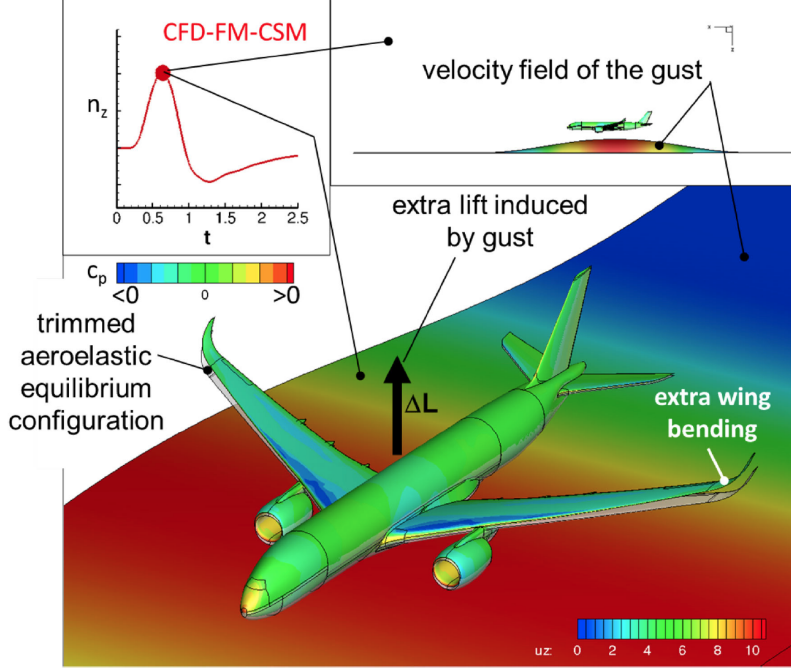 CFD-FM-CSM
n_z
0 0.5 1 1.5 2 2.5
t
velocity field of the gust
extra lift induced
by gust
c_p
<0 0 >0
trimmed
aeroelastic
equilibrium
configuration
ΔL
extra wing
bending
uz: 0 2 4 6 8 10